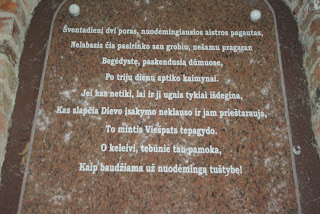 Šventadienį dvi poras, nuodėmingiausios aistros pagautas,
Nelabasis čia pasirinko sau grobiu, nešamu pragaran
Begėdystę, paskendusią dūmuose,
Po trijų dienų aptiko kaimynai.
Jei kas netiki, lai ir jį ugnis tykiai išdegina,
Kas slapčia Dievo įsakymo neklauso ir jam prieštarauja,
To mintis Viešpats tepagydo.
O keleivi, tebūnie tau pamoka,
Kaip baudžiama už nuodėmingą tuštybę!